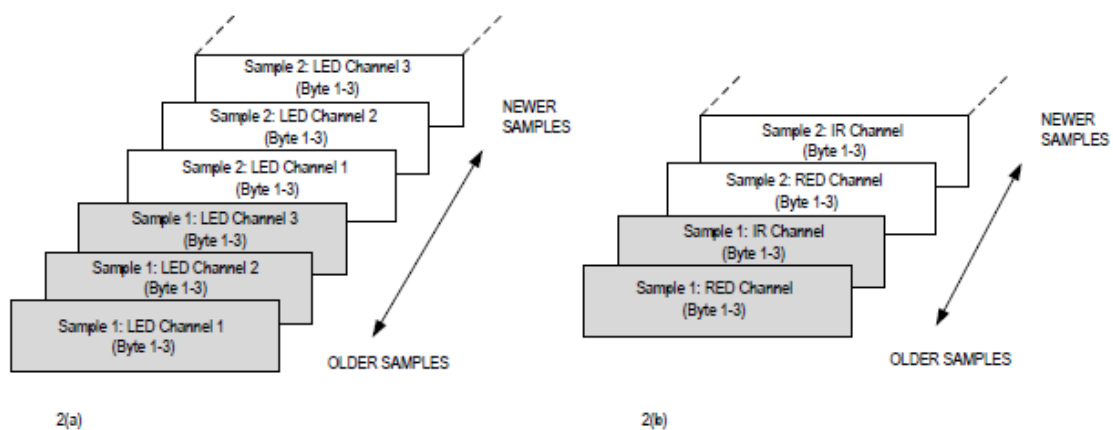 Sample 2: LED Channel 3
(Byte 1-3)
Sample 2: LED Channel 2
(Byte 1-3)
Sample 2: LED Channel 1
(Byte 1-3)
Sample 1: LED Channel 3
(Byte 1-3)
Sample 1: LED Channel 2
(Byte 1-3)
Sample 1: LED Channel 1
(Byte 1-3)
NEWER
SAMPLES
OLDER SAMPLES
2(a)
Sample 2: IR Channel
(Byte 1-3)
Sample 2: RED Channel
(Byte 1-3)
Sample 1: IR Channel
(Byte 1-3)
Sample 1: RED Channel
(Byte 1-3)
NEWER
SAMPLES
OLDER SAMPLES
2(b)